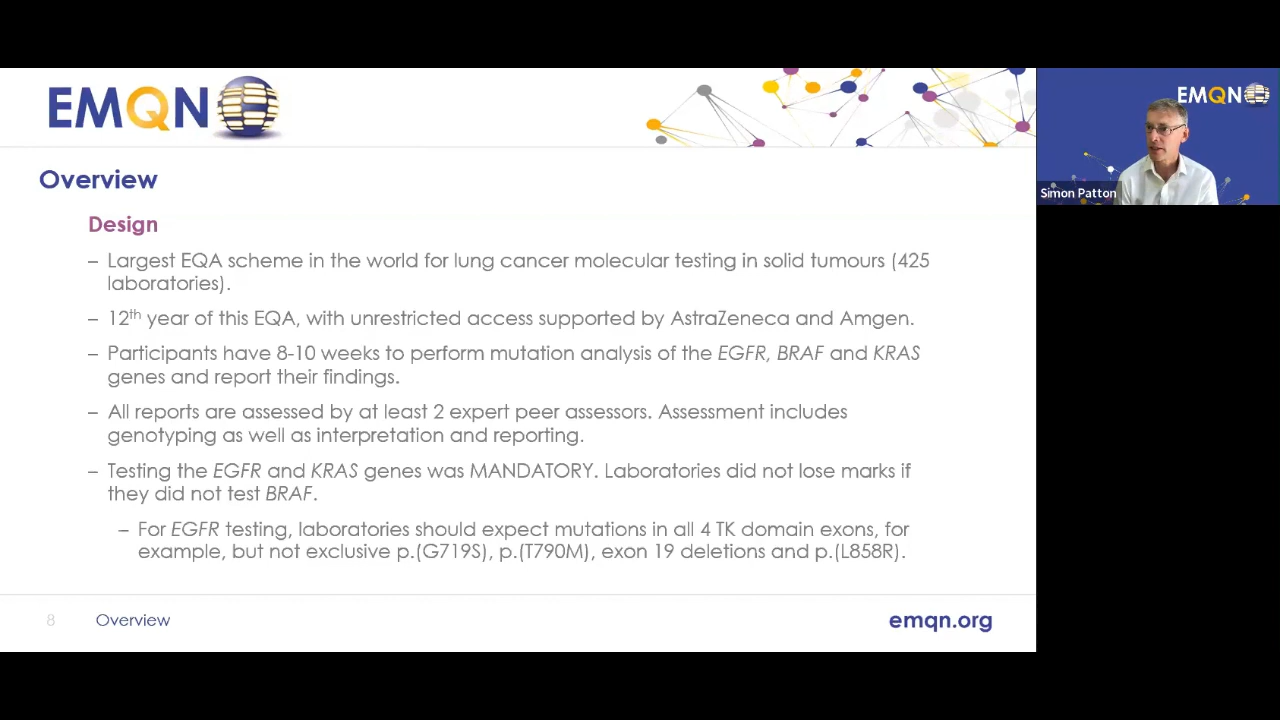 EMQN
EMQN
Simon Patton
Overview
Design
– Largest EQA scheme in the world for lung cancer molecular testing in solid tumours (425
laboratories).
– 12th year of this EQA, with unrestricted access supported by AstraZeneca and Amgen.
– Participants have 8-10 weeks to perform mutation analysis of the EGFR, BRAF and KRAS
genes and report their findings.
– All reports are assessed by at least 2 expert peer assessors. Assessment includes
genotyping as well as interpretation and reporting.
– Testing the EGFR and KRAS genes was MANDATORY. Laboratories did not lose marks if
they did not test BRAF.
– For EGFR testing, laboratories should expect mutations in all 4 TK domain exons, for
example, but not exclusive p.(G719S), p.(T790M), exon 19 deletions and p.(L858R).
8 Overview emqn.org